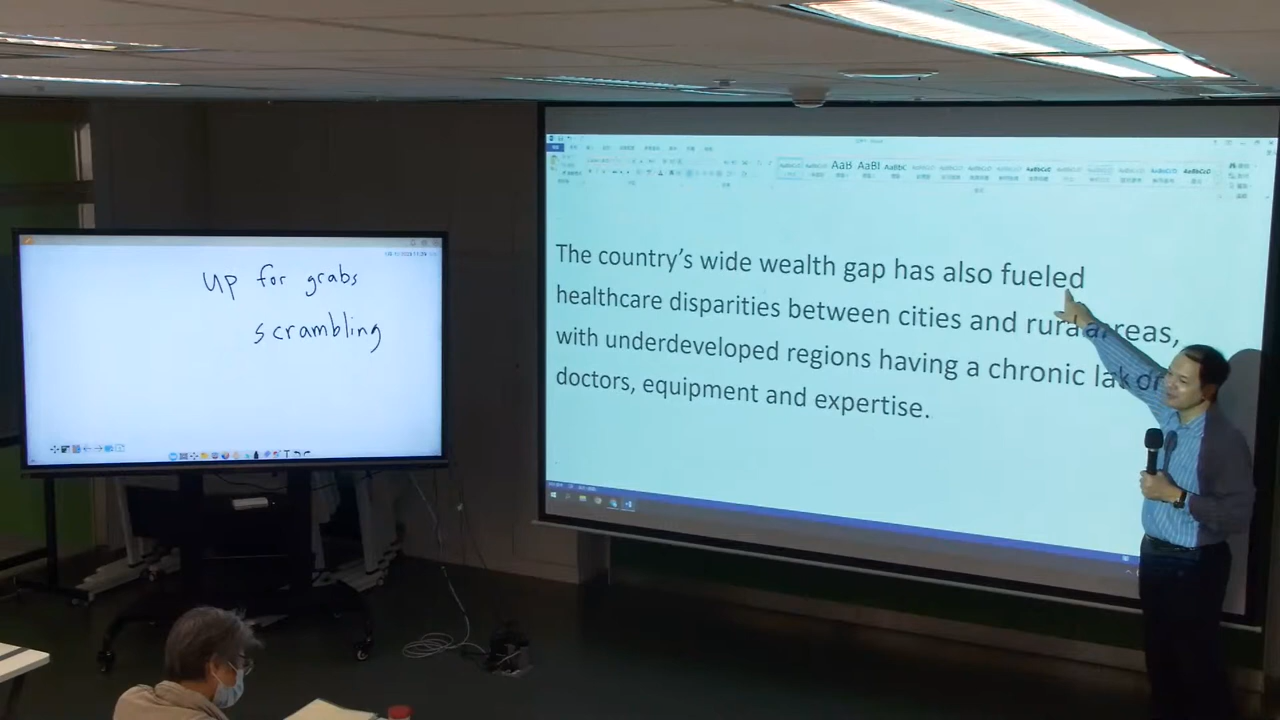 up for grabs
scrambling
The country's wide wealth gap has also fueled
healthcare disparities between cities and rural areas,
with underdeveloped regions having a chronic lak of
doctors, equipment and expertise.